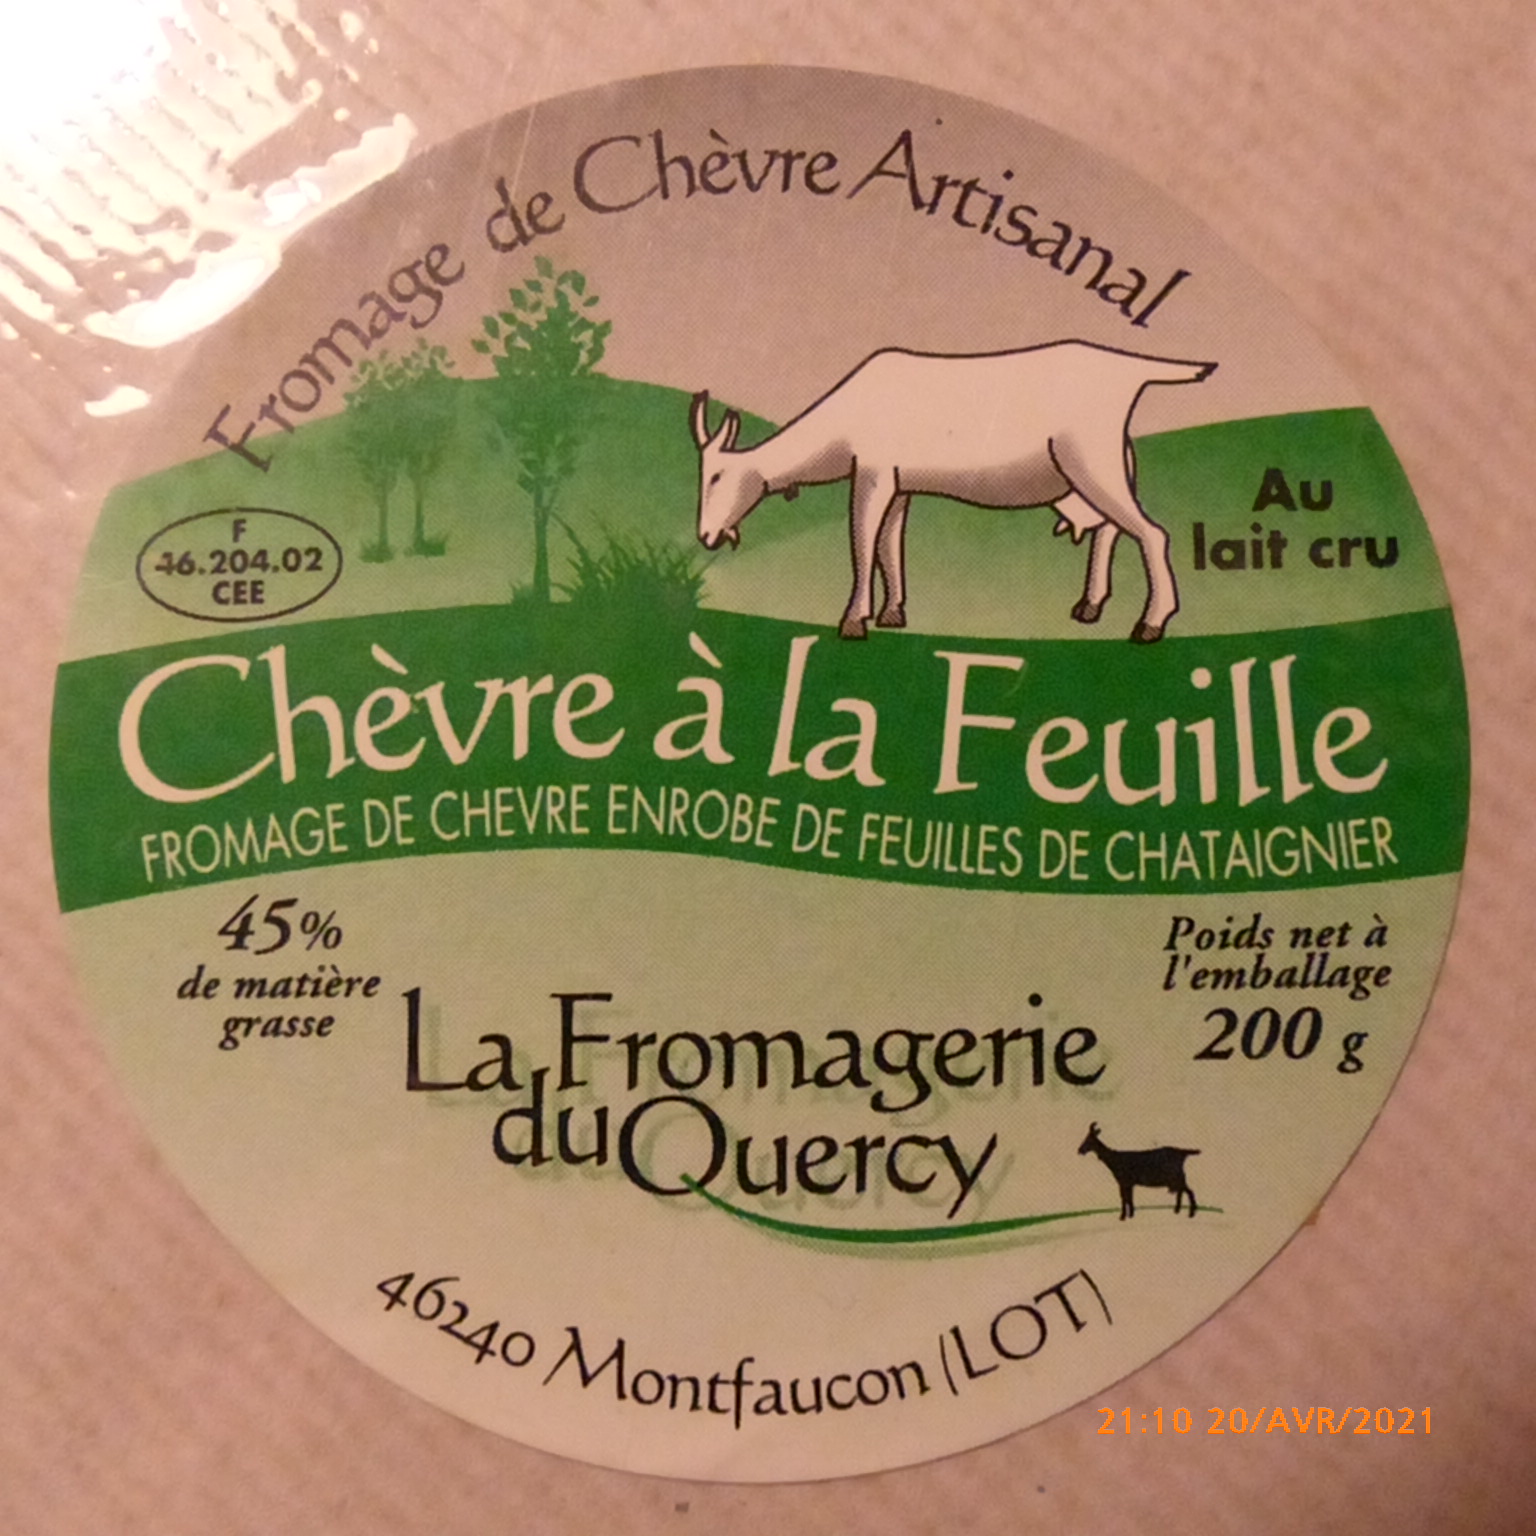 Fromage de Chèvre Artisanal
F
46.204.02
CEE
Au
lait cru
Chèvre à la Feuille
FROMAGE DE CHEVRE ENROBE DE FEUILLES DE CHATAIGNIER
45%
de matière
grasse
Poids net à
l'emballage
200 g
La Fromagerie
du Quercy
46240 Montfaucon (LOT)
21:10 20/AVR/2021